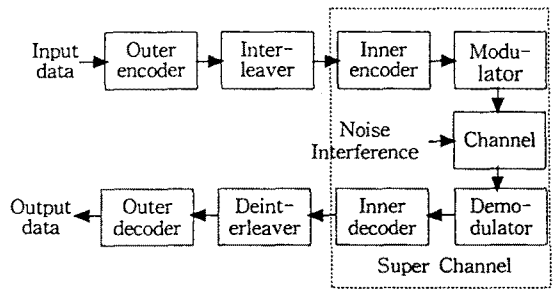 Input
data
Outer
encoder
Inter-
leaver
Inner
encoder
Modu-
lator
Noise
Interference
Channel
Output
data
Outer
decoder
Deint-
erleaver
Inner
decoder
Demo-
dulator
Super Channel